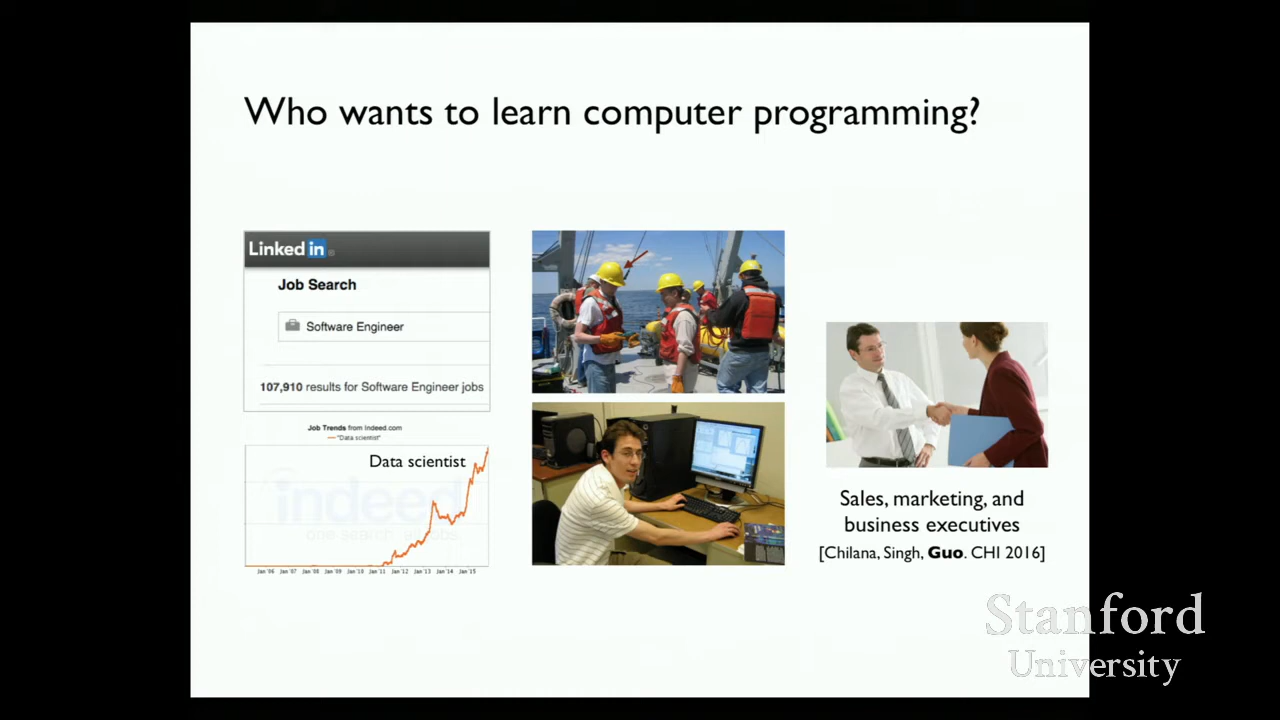 Who wants to learn computer programming?
Linked in
Job Search
Software Engineer
107,910 results for Software Engineer jobs
Job Trends from Indeed.com
"Data scientist"
Data scientist
indeed
one search. jobs.
Jan '06 Jan '07 Jan '08 Jan '09 Jan '10 Jan '11 Jan '12 Jan '13 Jan '14 Jan '15
Sales, marketing, and
business executives
[Chilana, Singh, Guo. CHI 2016]
Stanford
University